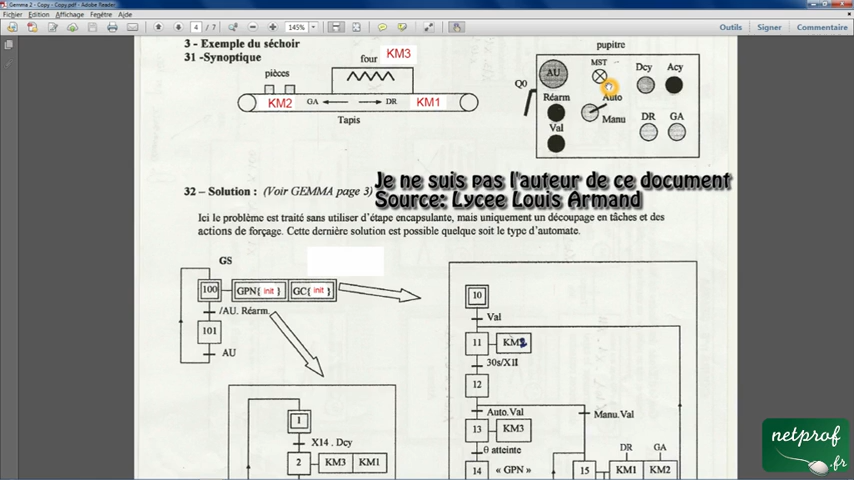 Gemma 2 - Copy - Copy.pdf - Adobe Reader
Fichier Edition Affichage Fenêtre Aide
4 / 7
145%
Outils
Signer
Commentaire
3 - Exemple du séchoir
31 -Synoptique
four
KM3
pièces
KM2
GA
DR
KM1
Tapis
pupitre
Q0
AU
MST
Dcy
Acy
Réarm
Auto
Manu
Val
DR
GA
32 – Solution : (Voir GEMMA page 3)
Je ne suis pas l'auteur de ce document
Source: Lycee Louis Armand
Ici le problème est traité sans utiliser d'étape encapsulante, mais uniquement un découpage en tâches et des
actions de forçage. Cette dernière solution est possible quelque soit le type d'automate.
GS
100
GPN{ init }
GC{ init }
/AU. Réarm.
101
AU
1
X14 . Dcy
2
KM3
KM1
10
Val
11
KM2
30s/X11
12
Auto.Val
Manu.Val
13
KM3
θ atteinte
DR
GA
14
« GPN »
15
KM1
KM2
netprof
.fr